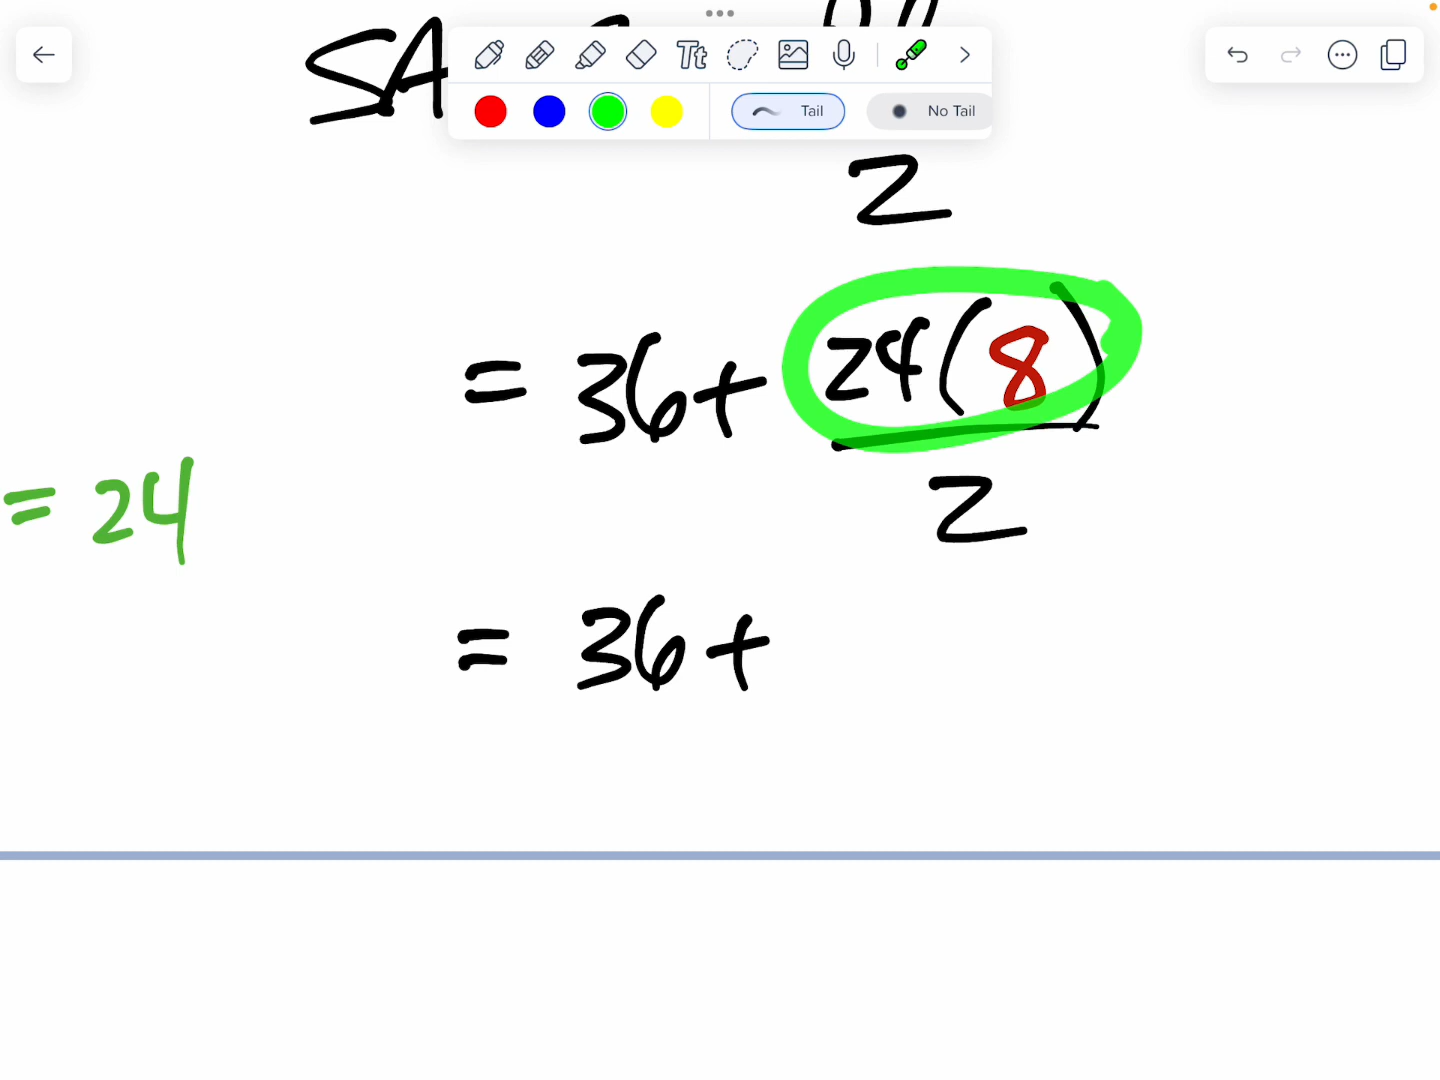 SA
Tail
No Tail
2
= 36 + 24(8)
2
= 24
= 36 +